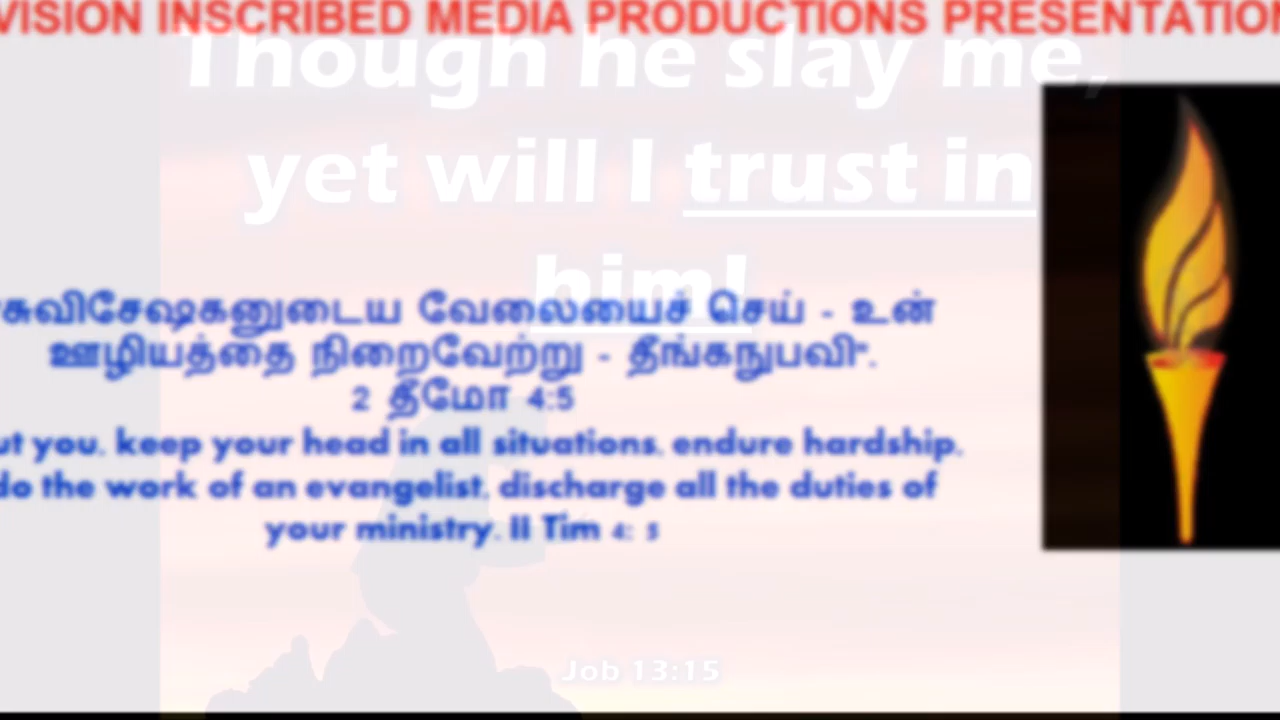 VISION INSCRIBED MEDIA PRODUCTIONS PRESENTATION
Though he slay me,
yet will I trust in
him!
சுவிசேஷகனுடைய வேலையைச் செய் - உன்
ஊழியத்தை நிறைவேற்று - தீங்கநுபவி".
2 தீமோ 4:5
ut you, keep your head in all situations, endure hardship,
do the work of an evangelist, discharge all the duties of
your ministry. II Tim 4: 5
Job 13:15